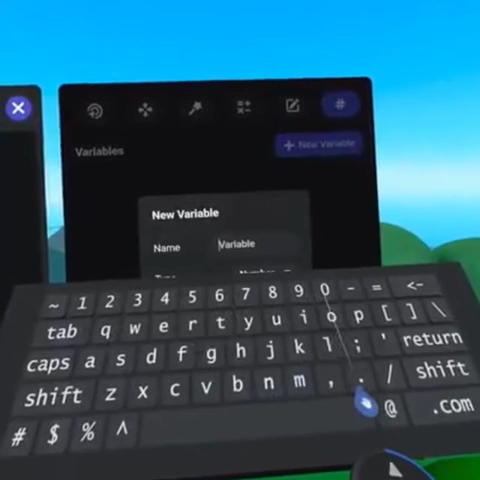 #
Variables
+ New Variable
New Variable
Name Variable
~ 1 2 3 4 5 6 7 8 9 0 - = <-
tab q w e r t y u i o p [ ] \
caps a s d f g h j k l ; ' return
shift z x c v b n m , . / shift
# $ % ^ @ .com